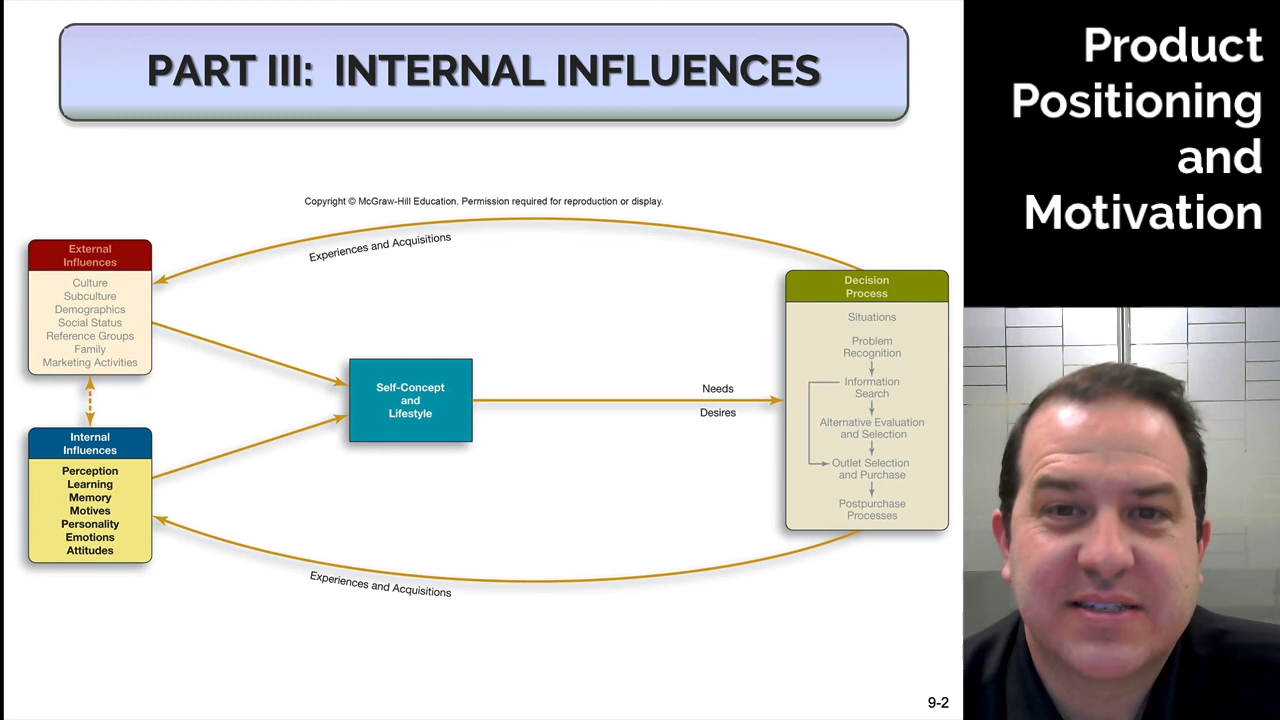 PART III: INTERNAL INFLUENCES
Product
Positioning
and
Motivation
Copyright © McGraw-Hill Education. Permission required for reproduction or display.
Experiences and Acquisitions
External
Influences
Culture
Subculture
Demographics
Social Status
Reference Groups
Family
Marketing Activities
Internal
Influences
Perception
Learning
Memory
Motives
Personality
Emotions
Attitudes
Self-Concept
and
Lifestyle
Needs
Desires
Decision
Process
Situations
Problem
Recognition
Information
Search
Alternative Evaluation
and Selection
Outlet Selection
and Purchase
Postpurchase
Processes
Experiences and Acquisitions
9-2